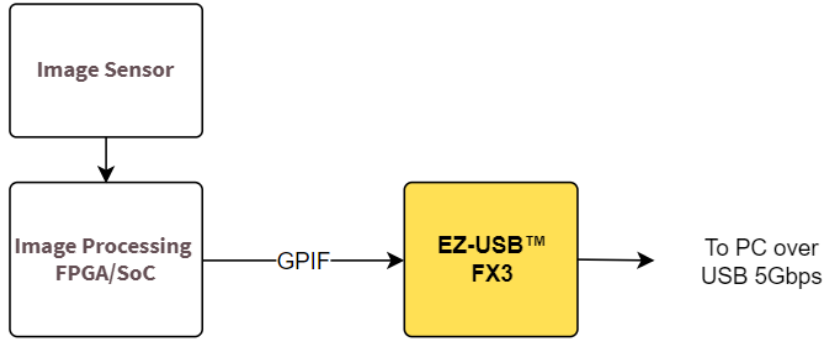 Image Sensor
Image Processing
FPGA/SoC
GPIF
EZ-USB™
FX3
To PC over
USB 5Gbps